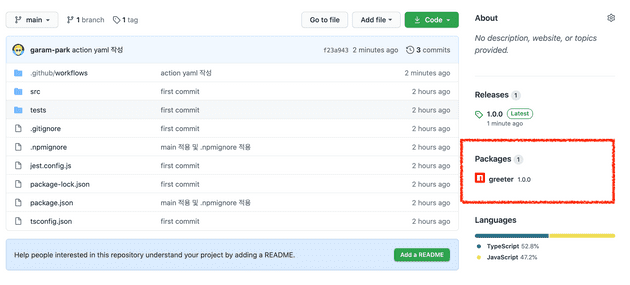 main
1 branch
1 tag
Go to file
Add file
Code
garam-park action yaml 작성
f23a943 2 minutes ago
3 commits
.github/workflows
action yaml 작성
2 minutes ago
src
first commit
2 hours ago
tests
first commit
2 hours ago
.gitignore
first commit
2 hours ago
.npmignore
main 적용 및 .npmignore 적용
2 hours ago
jest.config.js
first commit
2 hours ago
package-lock.json
first commit
2 hours ago
package.json
main 적용 및 .npmignore 적용
2 hours ago
tsconfig.json
first commit
2 hours ago
Help people interested in this repository understand your project by adding a README.
Add a README
About
No description, website, or topics
provided.
Releases 1
1.0.0 Latest
1 minute ago
Packages 1
greeter 1.0.0
Languages
TypeScript 52.8%
JavaScript 47.2%